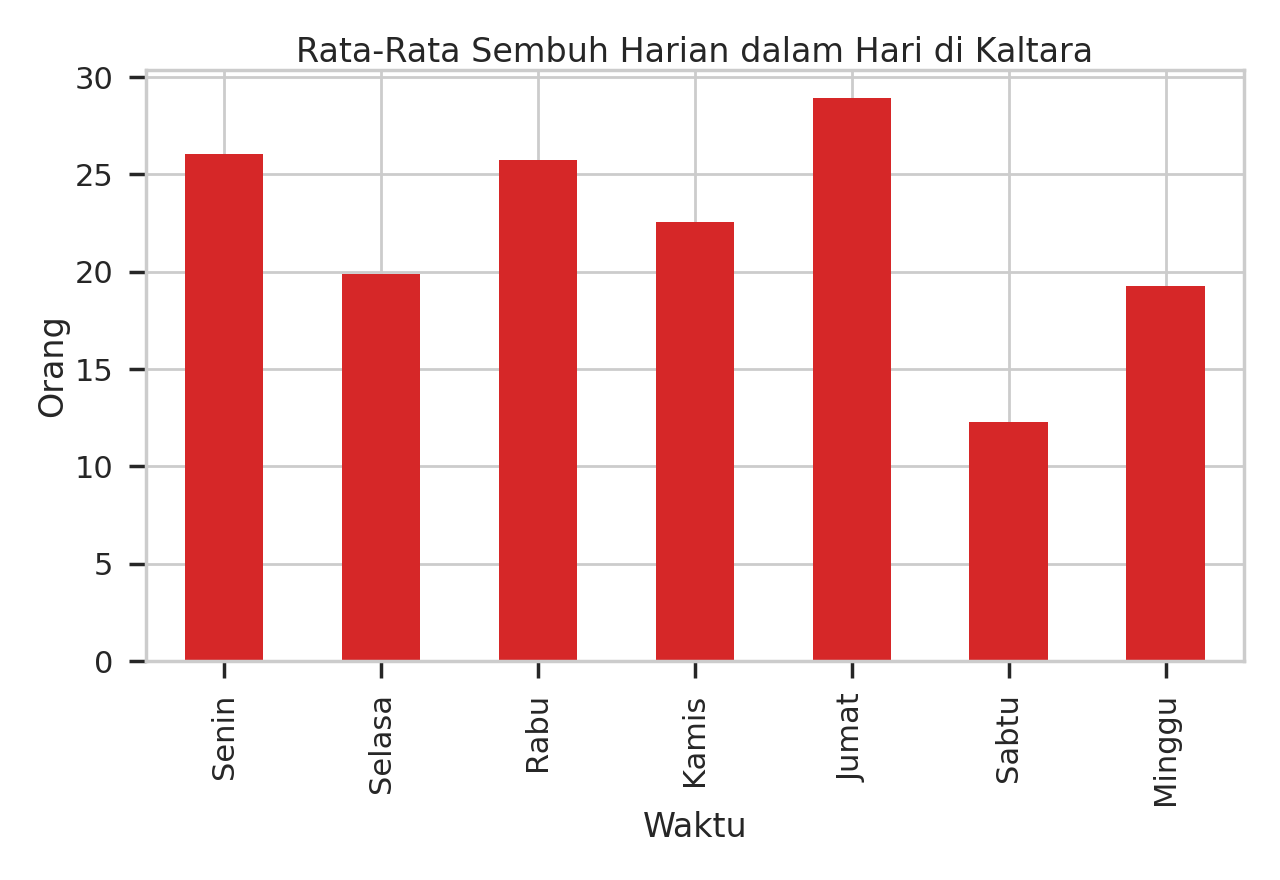 Rata-Rata Sembuh Harian dalam Hari di Kaltara
30
25
20
15
10
5
0
Orang
Senin
Selasa
Rabu
Kamis
Jumat
Sabtu
Minggu
Waktu